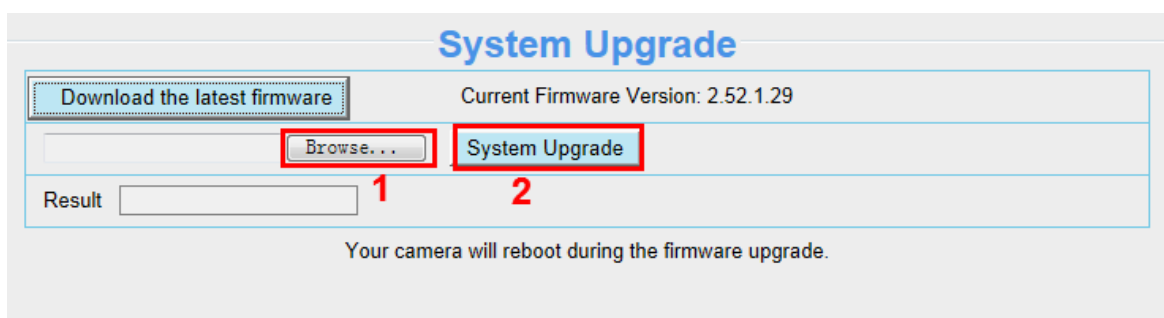 System Upgrade
Download the latest firmware Current Firmware Version: 2.52.1.29
Browse... System Upgrade
1 2
Result
Your camera will reboot during the firmware upgrade.